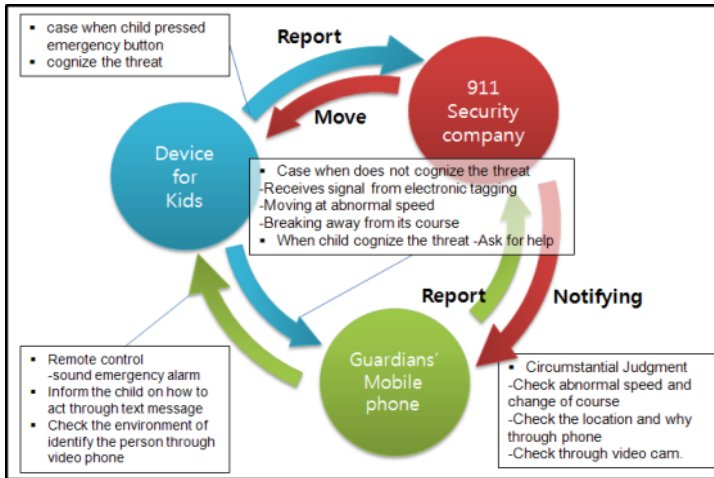 ▪ case when child pressed
emergency button
▪ cognize the threat
Report
Move
911
Security
company
Device
for
Kids
▪ Case when does not cognize the threat
-Receives signal from electronic tagging
-Moving at abnormal speed
-Breaking away from its course
▪ When child cognize the threat -Ask for help
Report
Notifying
Guardians'
Mobile
phone
▪ Remote control
-sound emergency alarm
▪ Inform the child on how to
act through text message
▪ Check the environment of
identify the person through
video phone
▪ Circumstantial Judgment
-Check abnormal speed and
change of course
-Check the location and why
through phone
-Check through video cam.